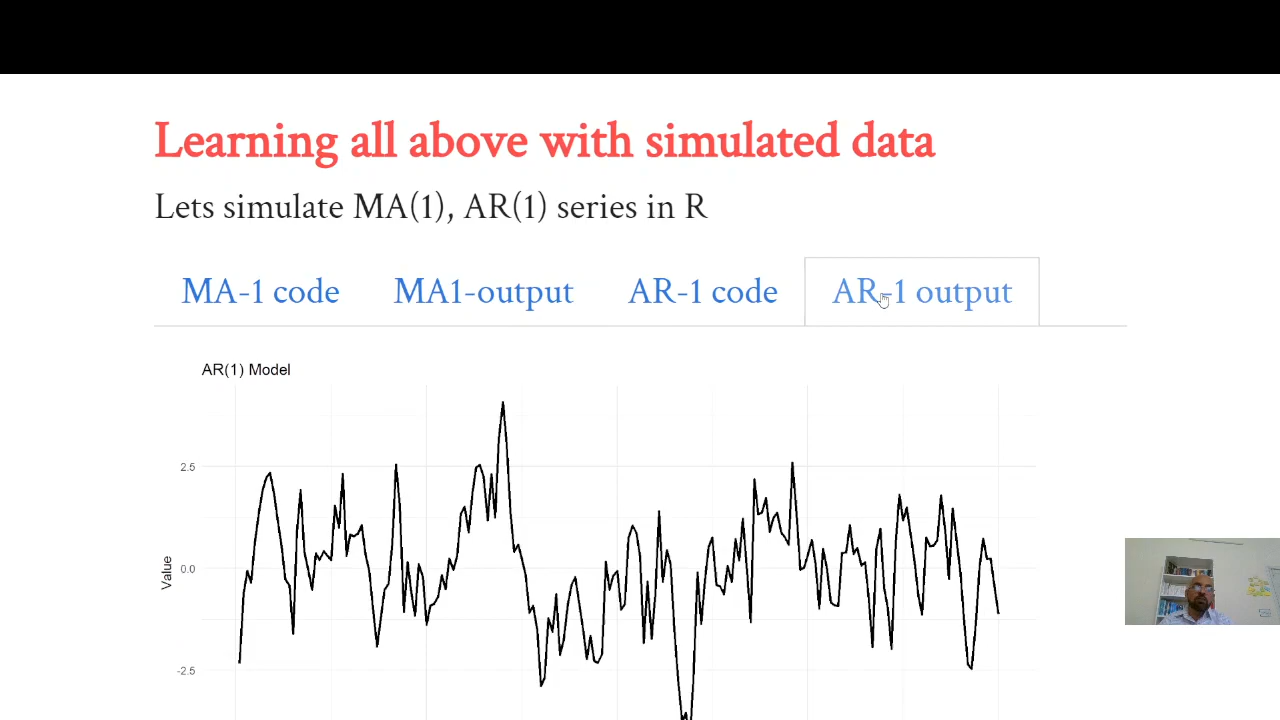 Learning all above with simulated data
Lets simulate MA(1), AR(1) series in R
MA-1 code MA1-output AR-1 code AR-1 output
AR(1) Model
2.5
Value
0.0
-2.5